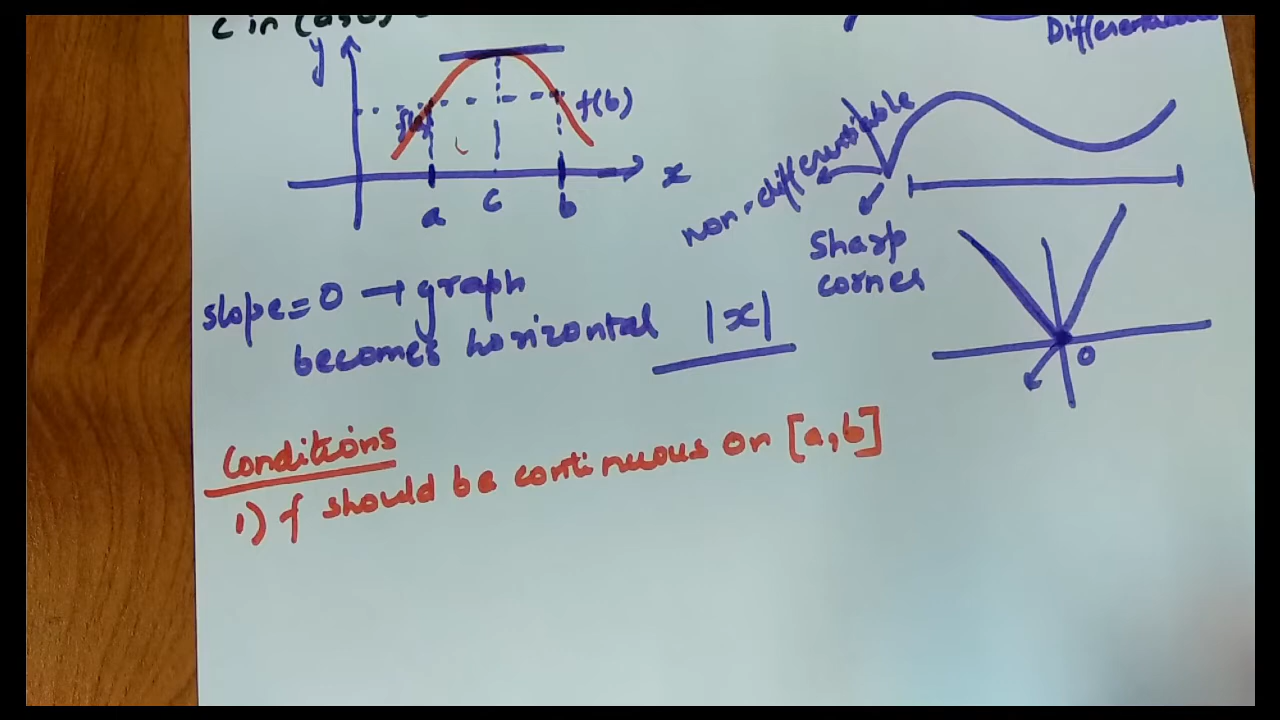 c in
Differentiable
y
f(b)
x
a
c
b
non-differentiable
sharp
corner
slope=0 → graph
becomes horizontal
|x|
0
Conditions
1) f should be continuous on [a,b]